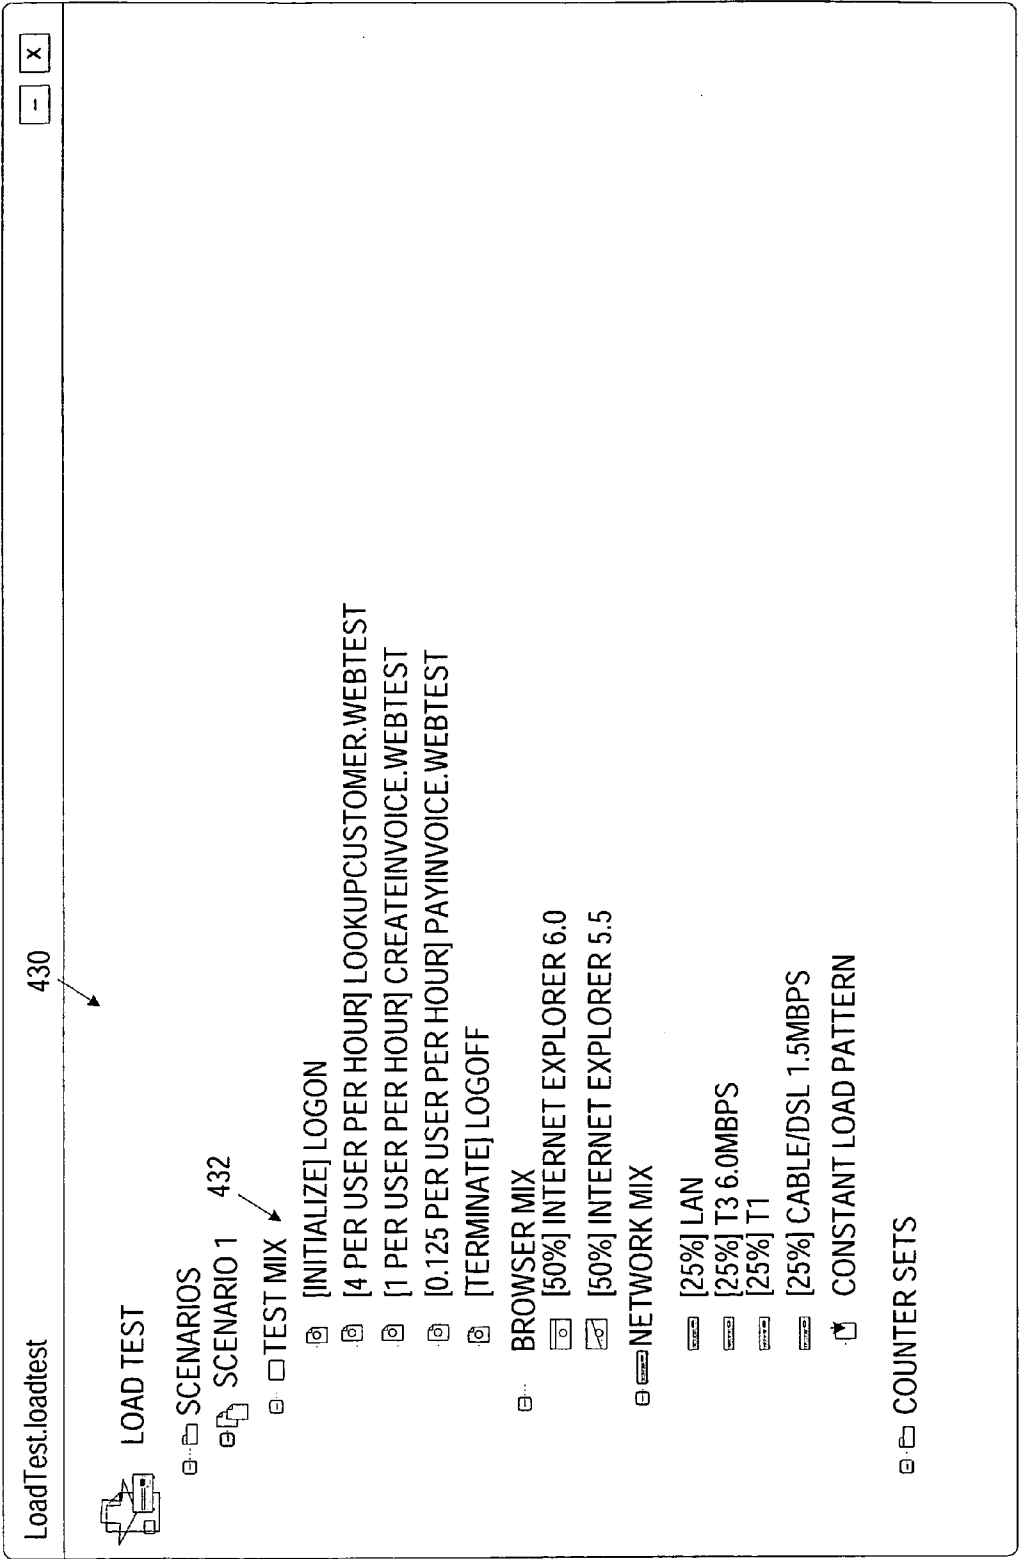 LoadTest.loadtest
- x
430
LOAD TEST
SCENARIOS
SCENARIO 1
432
TEST MIX
[INITIALIZE] LOGON
[4 PER USER PER HOUR] LOOKUPCUSTOMER.WEBTEST
[1 PER USER PER HOUR] CREATEINVOICE.WEBTEST
[0.125 PER USER PER HOUR] PAYINVOICE.WEBTEST
[TERMINATE] LOGOFF
BROWSER MIX
[50%] INTERNET EXPLORER 6.0
[50%] INTERNET EXPLORER 5.5
NETWORK MIX
[25%] LAN
[25%] T3 6.0MBPS
[25%] T1
[25%] CABLE/DSL 1.5MBPS
CONSTANT LOAD PATTERN
COUNTER SETS